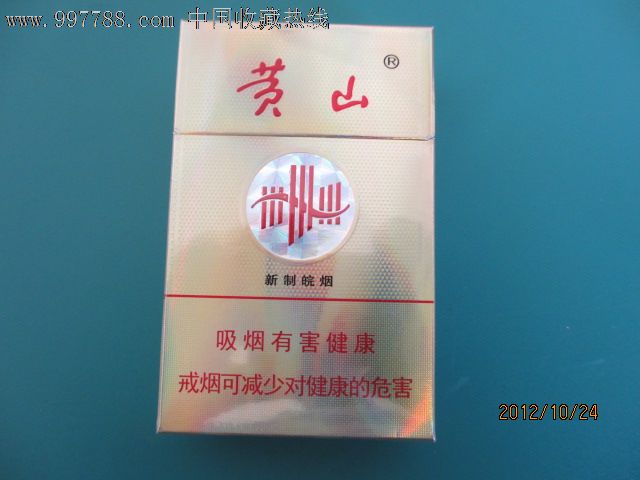 www.997788.com 中国收藏热线
黄山®
新制皖烟
吸烟有害健康
戒烟可减少对健康的危害
2012/10/24